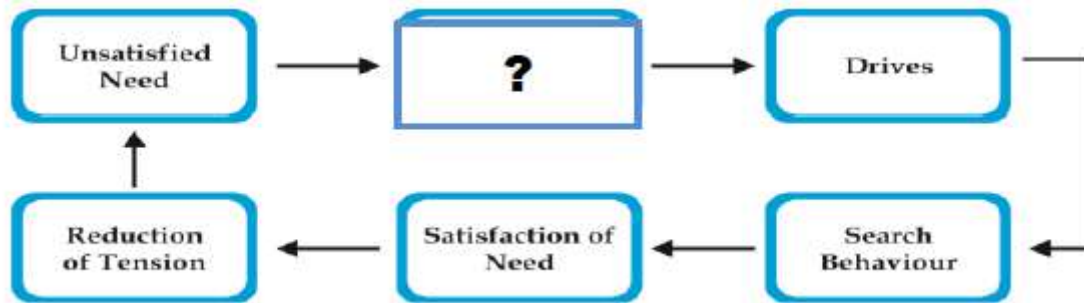 Unsatisfied
Need
?
Drives
Reduction
of Tension
Satisfaction of
Need
Search
Behaviour